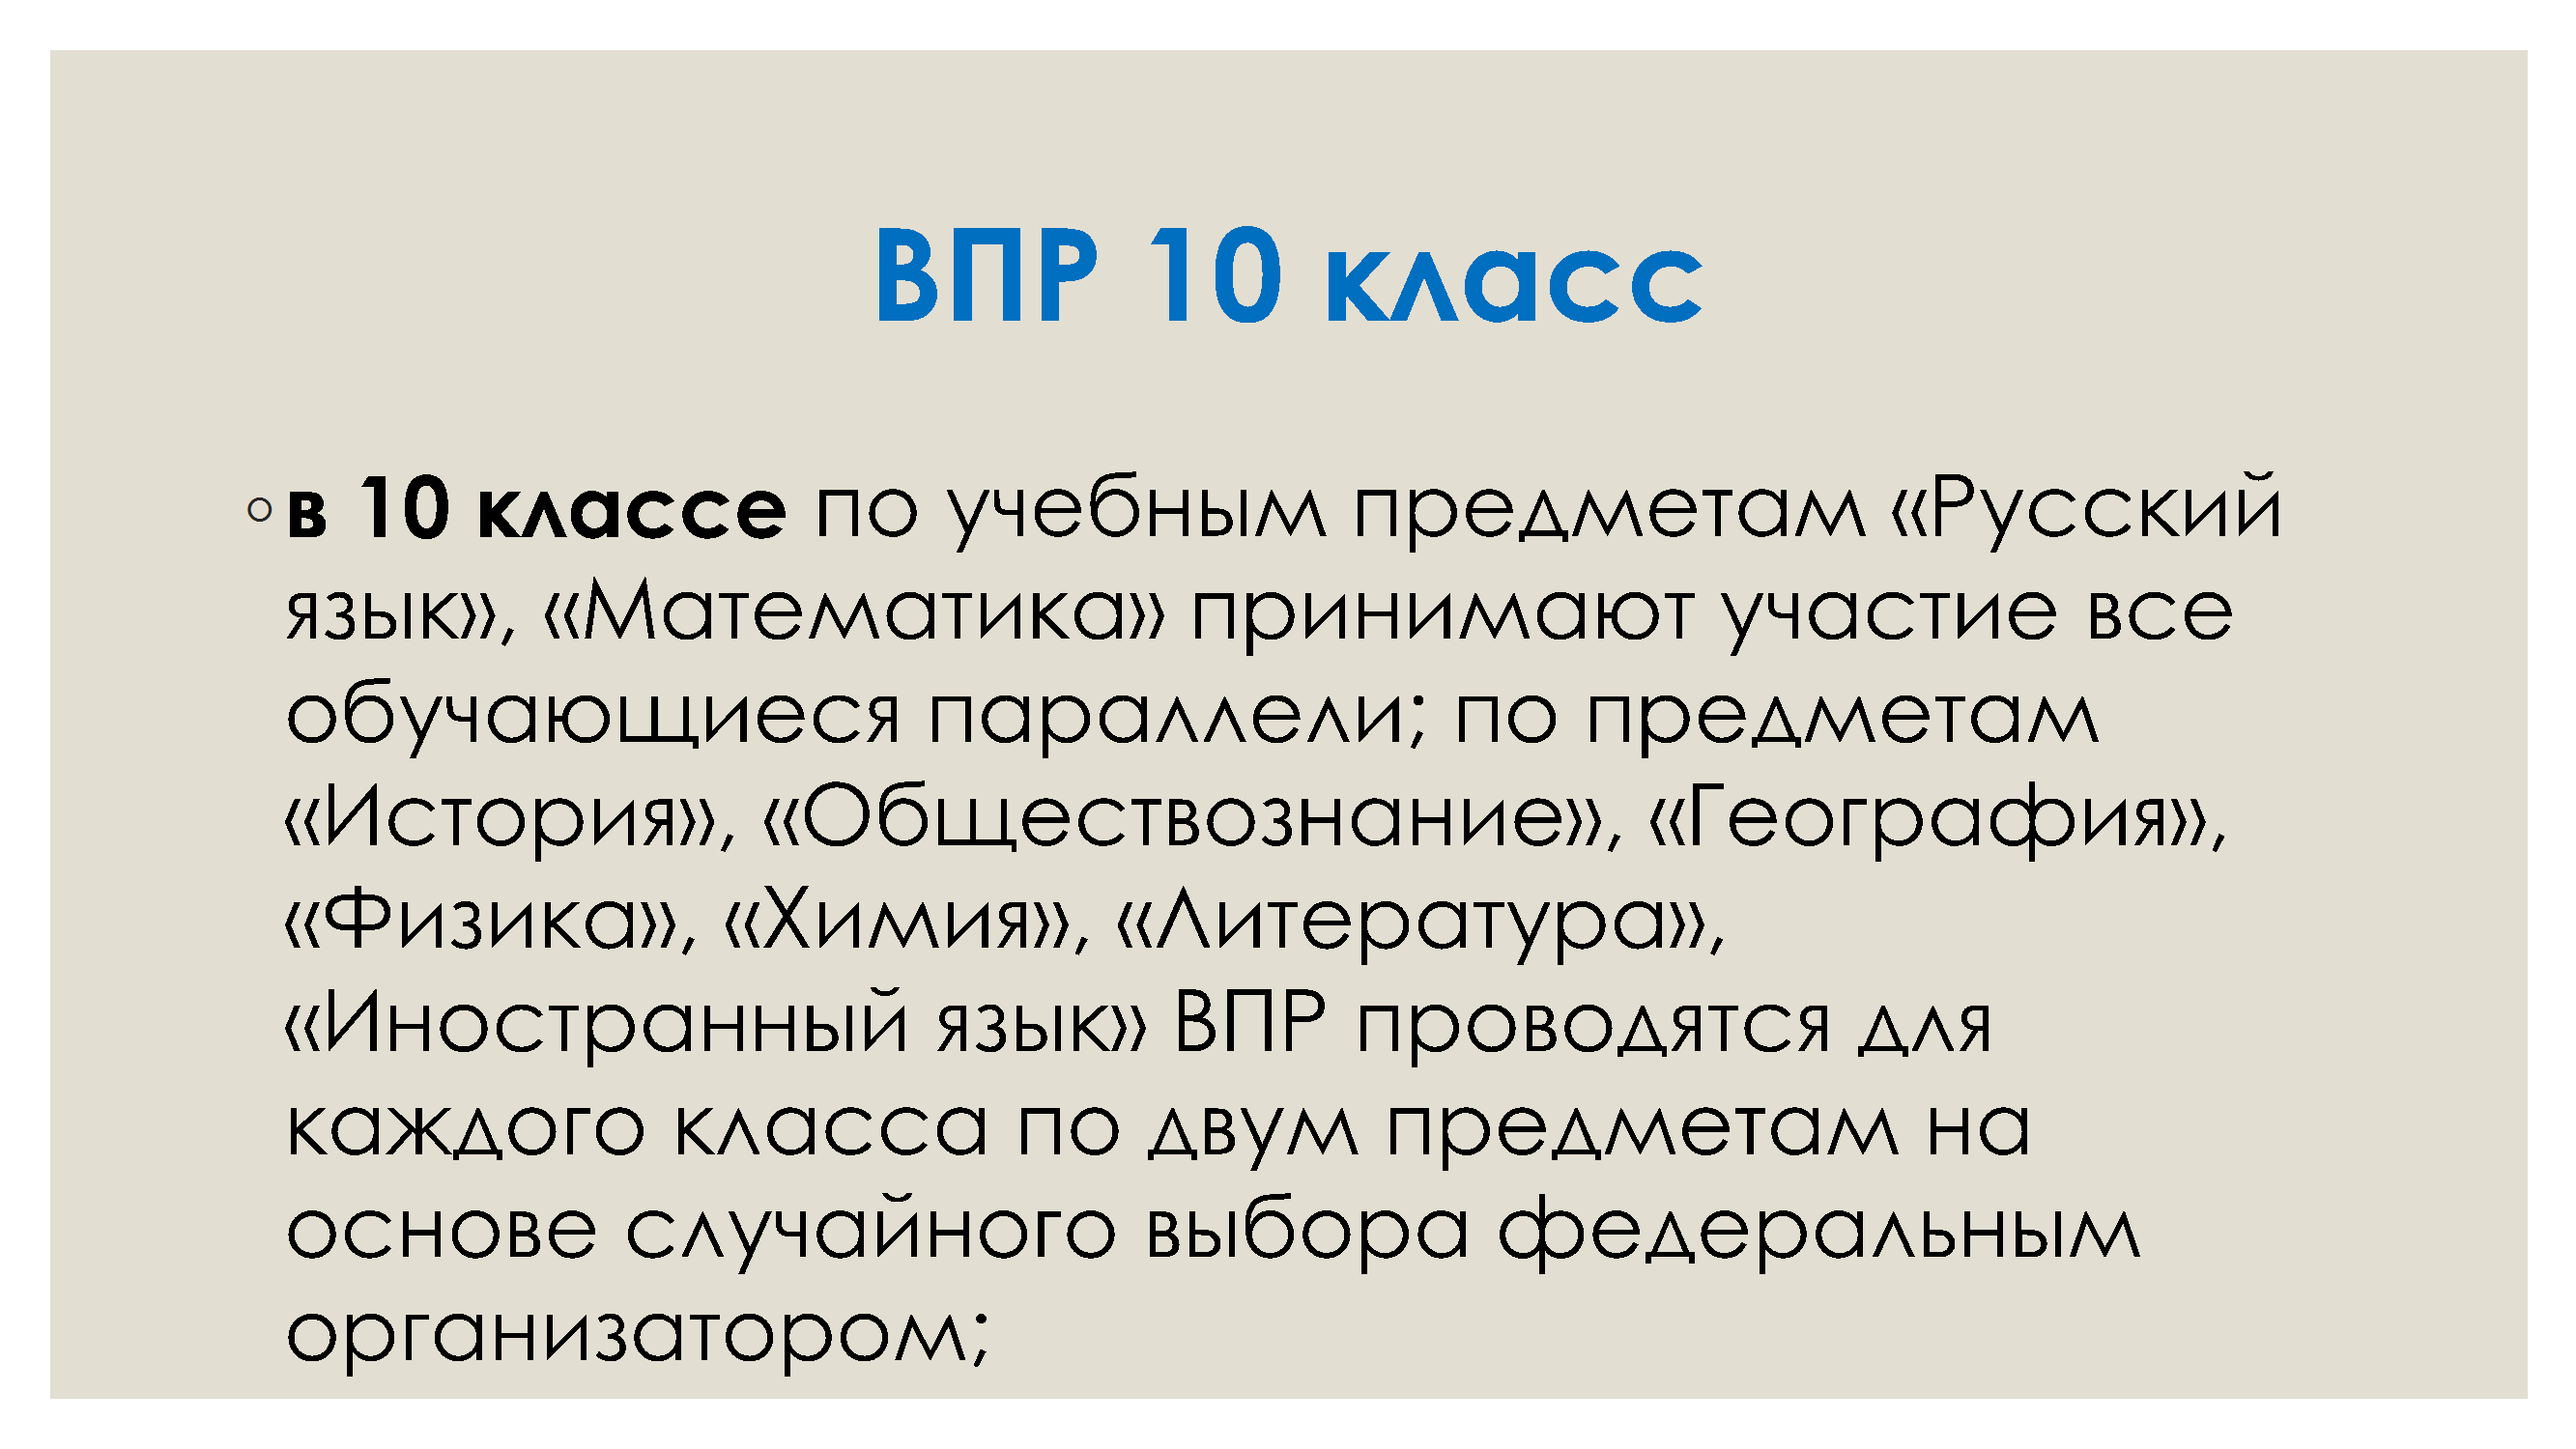 ВПР 10 класс
◦ в 10 классе по учебным предметам «Русский
язык», «Математика» принимают участие все
обучающиеся параллели; по предметам
«История», «Обществознание», «География»,
«Физика», «Химия», «Литература»,
«Иностранный язык» ВПР проводятся для
каждого класса по двум предметам на
основе случайного выбора федеральным
организатором;